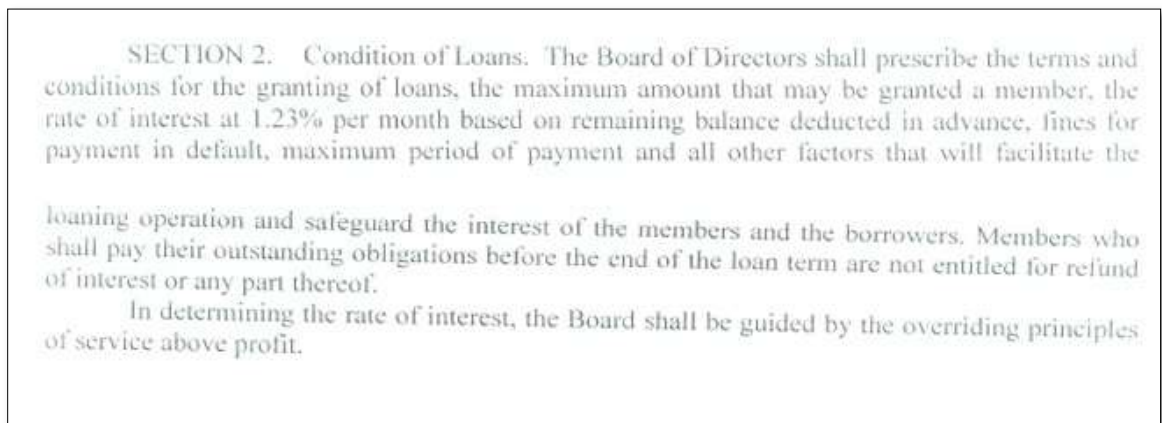 SECTION 2. Condition of Loans. The Board of Directors shall prescribe the terms and
conditions for the granting of loans, the maximum amount that may be granted a member, the
rate of interest at 1.23% per month based on remaining balance deducted in advance, fines for
payment in default, maximum period of payment and all other factors that will facilitate the
loaning operation and safeguard the interest of the members and the borrowers. Members who
shall pay their outstanding obligations before the end of the loan term are not entitled for refund
of interest or any part thereof.
In determining the rate of interest, the Board shall be guided by the overriding principles
of service above profit.